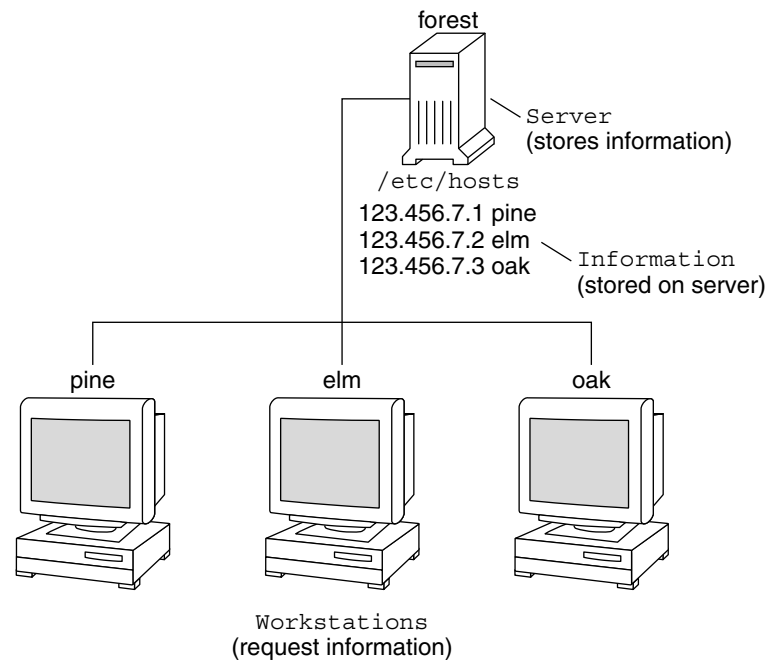 forest
Server
(stores information)
/etc/hosts
123.456.7.1 pine
123.456.7.2 elm
123.456.7.3 oak
Information
(stored on server)
pine
elm
oak
Workstations
(request information)